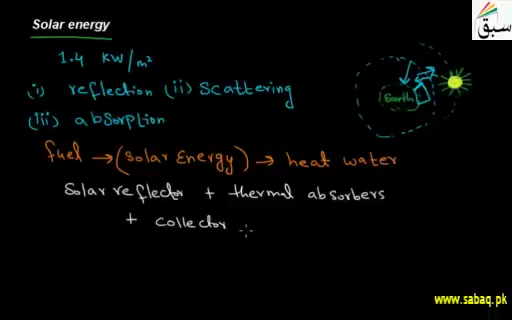 Solar energy
1.4 KW/m²
(i) reflection (ii) Scattering
(iii) absorption
fuel → (Solar Energy) → heat water
Solar reflector + thermal absorbers
+ collector
Earth
سبق
www.sabaq.pk